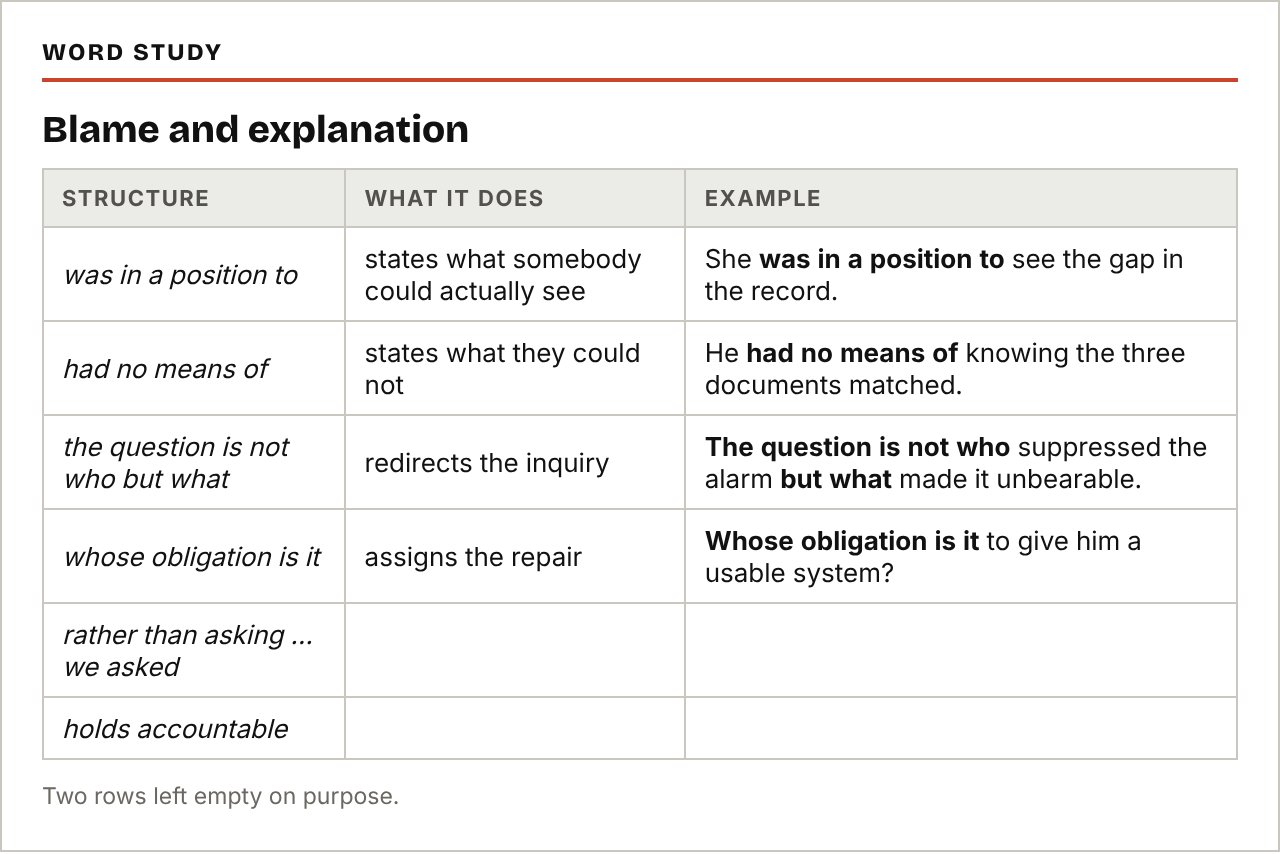 WORD STUDY
Blame and explanation
STRUCTURE
WHAT IT DOES
EXAMPLE
was in a position to
states what somebody
could actually see
She was in a position to see the gap in
the record.
had no means of
states what they could
not
He had no means of knowing the three
documents matched.
the question is not
who but what
redirects the inquiry
The question is not who suppressed the
alarm but what made it unbearable.
whose obligation is it
assigns the repair
Whose obligation is it to give him a
usable system?
rather than asking …
we asked
holds accountable
Two rows left empty on purpose.